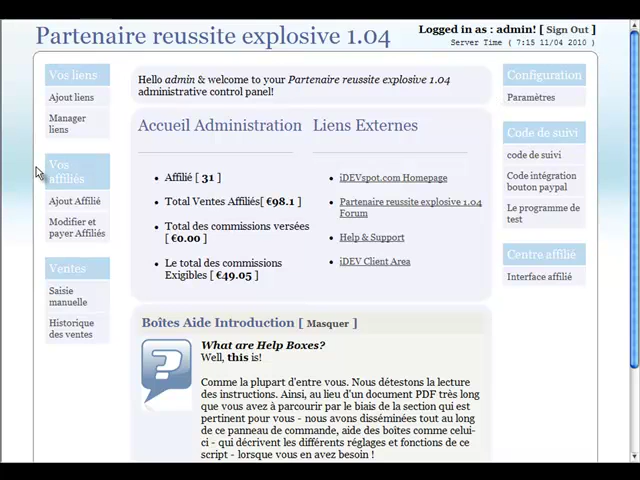 Partenaire reussite explosive 1.04
Logged in as : admin! [ Sign Out ]
Server Time ( 7:15 11/04 2010 )
Vos liens
Ajout liens
Manager
liens
Vos
affiliés
Ajout Affilié
Modifier et
payer Affiliés
Ventes
Saisie
manuelle
Historique
des ventes
Hello admin & welcome to your Partenaire reussite explosive 1.04
administrative control panel!
Accueil Administration
Affilié [ 31 ]
Total Ventes Affiliés[ €98.1 ]
Total des commissions versées
[ €0.00 ]
Le total des commissions
Exigibles [ €49.05 ]
Liens Externes
iDEVspot.com Homepage
Partenaire reussite explosive 1.04
Forum
Help & Support
iDEV Client Area
Boîtes Aide Introduction [ Masquer ]
What are Help Boxes?
Well, this is!
Comme la plupart d'entre vous. Nous détestons la lecture
des instructions. Ainsi, au lieu d'un document PDF très long
que vous avez à parcourir par le biais de la section qui est
pertinent pour vous - nous avons disséminées tout au long
de ce panneau de commande, aide des boîtes comme celui-
ci - qui décrivent les différents réglages et fonctions de ce
script - lorsque vous en avez besoin !
Configuration
Paramètres
Code de suivi
code de suivi
Code intégration
bouton paypal
Le programme de
test
Centre affilié
Interface affilié